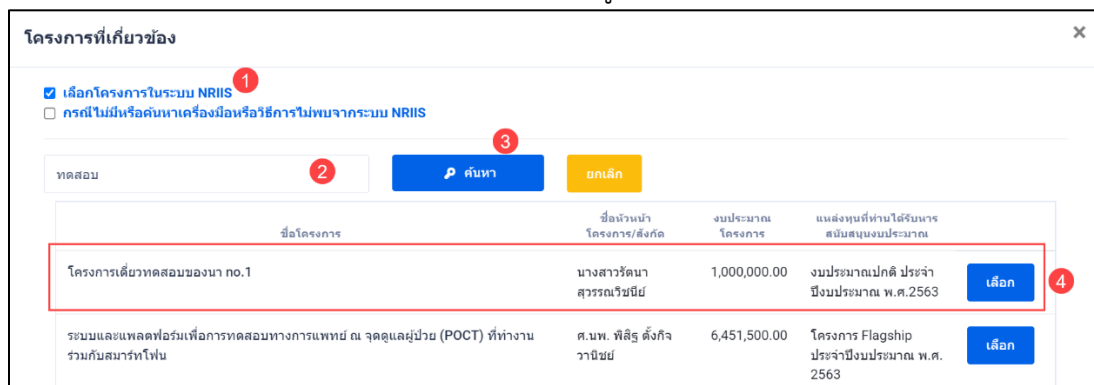 โครงการที่เกี่ยวข้อง ×
1
เลือกโครงการในระบบ NRIIS
กรณีไม่มีหรือค้นหาเครื่องมือหรือวิธีการไม่พบจากระบบ NRIIS
3
ทดสอบ 2 ค้นหา ยกเลิก
ชื่อโครงการ
ชื่อหัวหน้า
โครงการ/สังกัด
งบประมาณ
โครงการ
แหล่งทุนที่ท่านได้รับการ
สนับสนุนงบประมาณ
โครงการเดี่ยวทดสอบของนา no.1
นางสาวรัตนา
สุวรรณวิชนีย์
1,000,000.00
งบประมาณปกติ ประจำ
ปีงบประมาณ พ.ศ.2563
เลือก 4
ระบบและแพลตฟอร์มเพื่อการทดสอบทางการแพทย์ ณ จุดดูแลผู้ป่วย (POCT) ที่ทำงาน
ร่วมกับสมาร์ทโฟน
ศ.นพ. พิสิฐ ตั้งกิจ
วานิชย์
6,451,500.00
โครงการ Flagship
ประจำปีงบประมาณ พ.ศ.
2563
เลือก